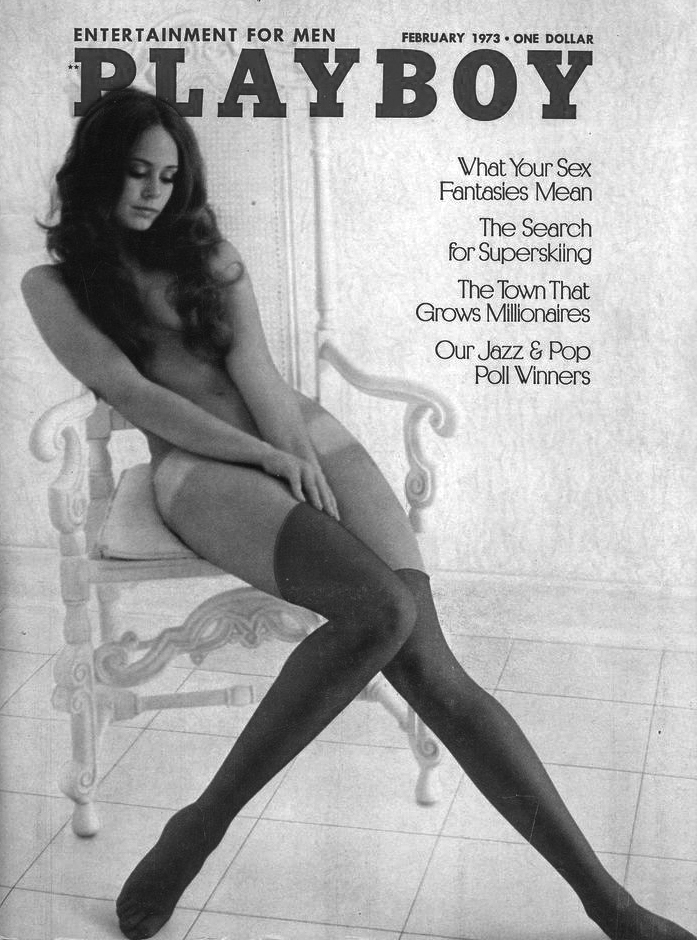 ENTERTAINMENT FOR MEN
FEBRUARY 1973 • ONE DOLLAR
**
PLAYBOY
What Your Sex
Fantasies Mean
The Search
for Superskiing
The Town That
Grows Millionaires
Our Jazz & Pop
Poll Winners